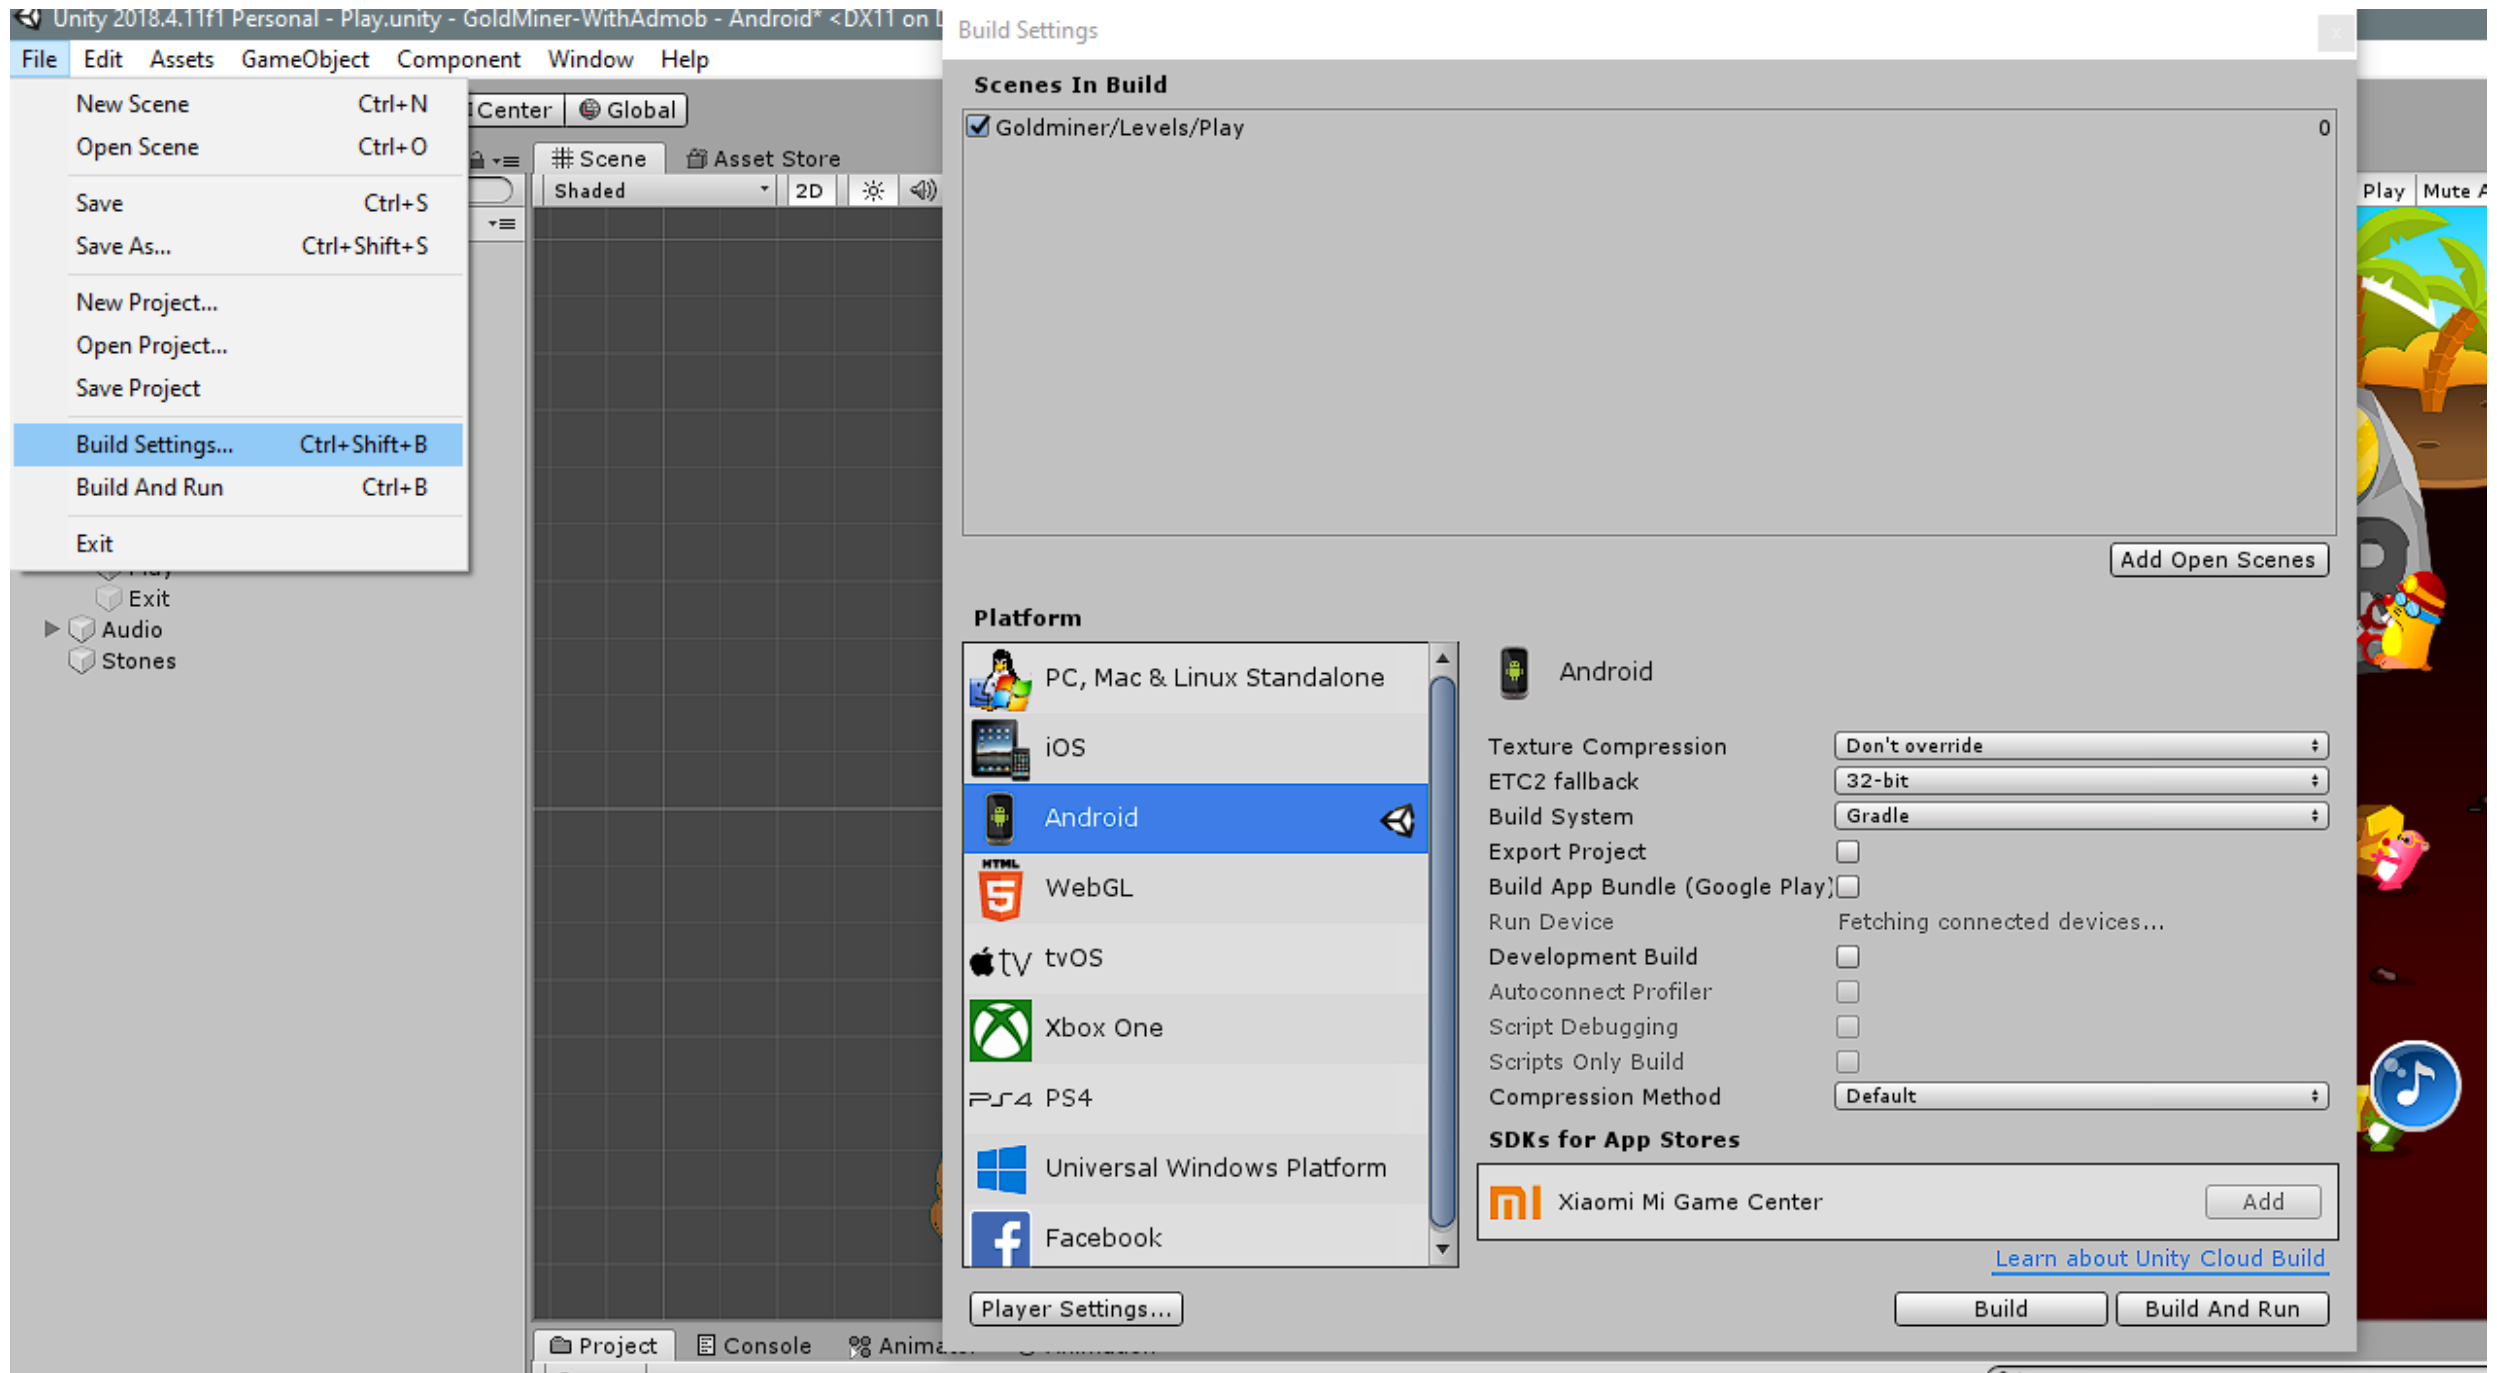 Unity 2018.4.11f1 Personal - Play.unity - GoldMiner-WithAdmob - Android* <DX11 on
File Edit Assets GameObject Component Window Help
New Scene Ctrl+N
Open Scene Ctrl+O
Save Ctrl+S
Save As... Ctrl+Shift+S
New Project...
Open Project...
Save Project
Build Settings... Ctrl+Shift+B
Build And Run Ctrl+B
Exit
Center Global
Scene Asset Store
Shaded 2D
Play
Exit
Audio
Stones
Project Console
Build Settings
Scenes In Build
Goldminer/Levels/Play 0
Add Open Scenes
Platform
PC, Mac & Linux Standalone
iOS
Android
HTML
5
WebGL
tv tvOS
Xbox One
PS4 PS4
Universal Windows Platform
f Facebook
Player Settings...
Android
Texture Compression Don't override
ETC2 fallback 32-bit
Build System Gradle
Export Project
Build App Bundle (Google Play)
Run Device Fetching connected devices...
Development Build
Autoconnect Profiler
Script Debugging
Scripts Only Build
Compression Method Default
SDKs for App Stores
Xiaomi Mi Game Center Add
Learn about Unity Cloud Build
Build Build And Run
Play Mute